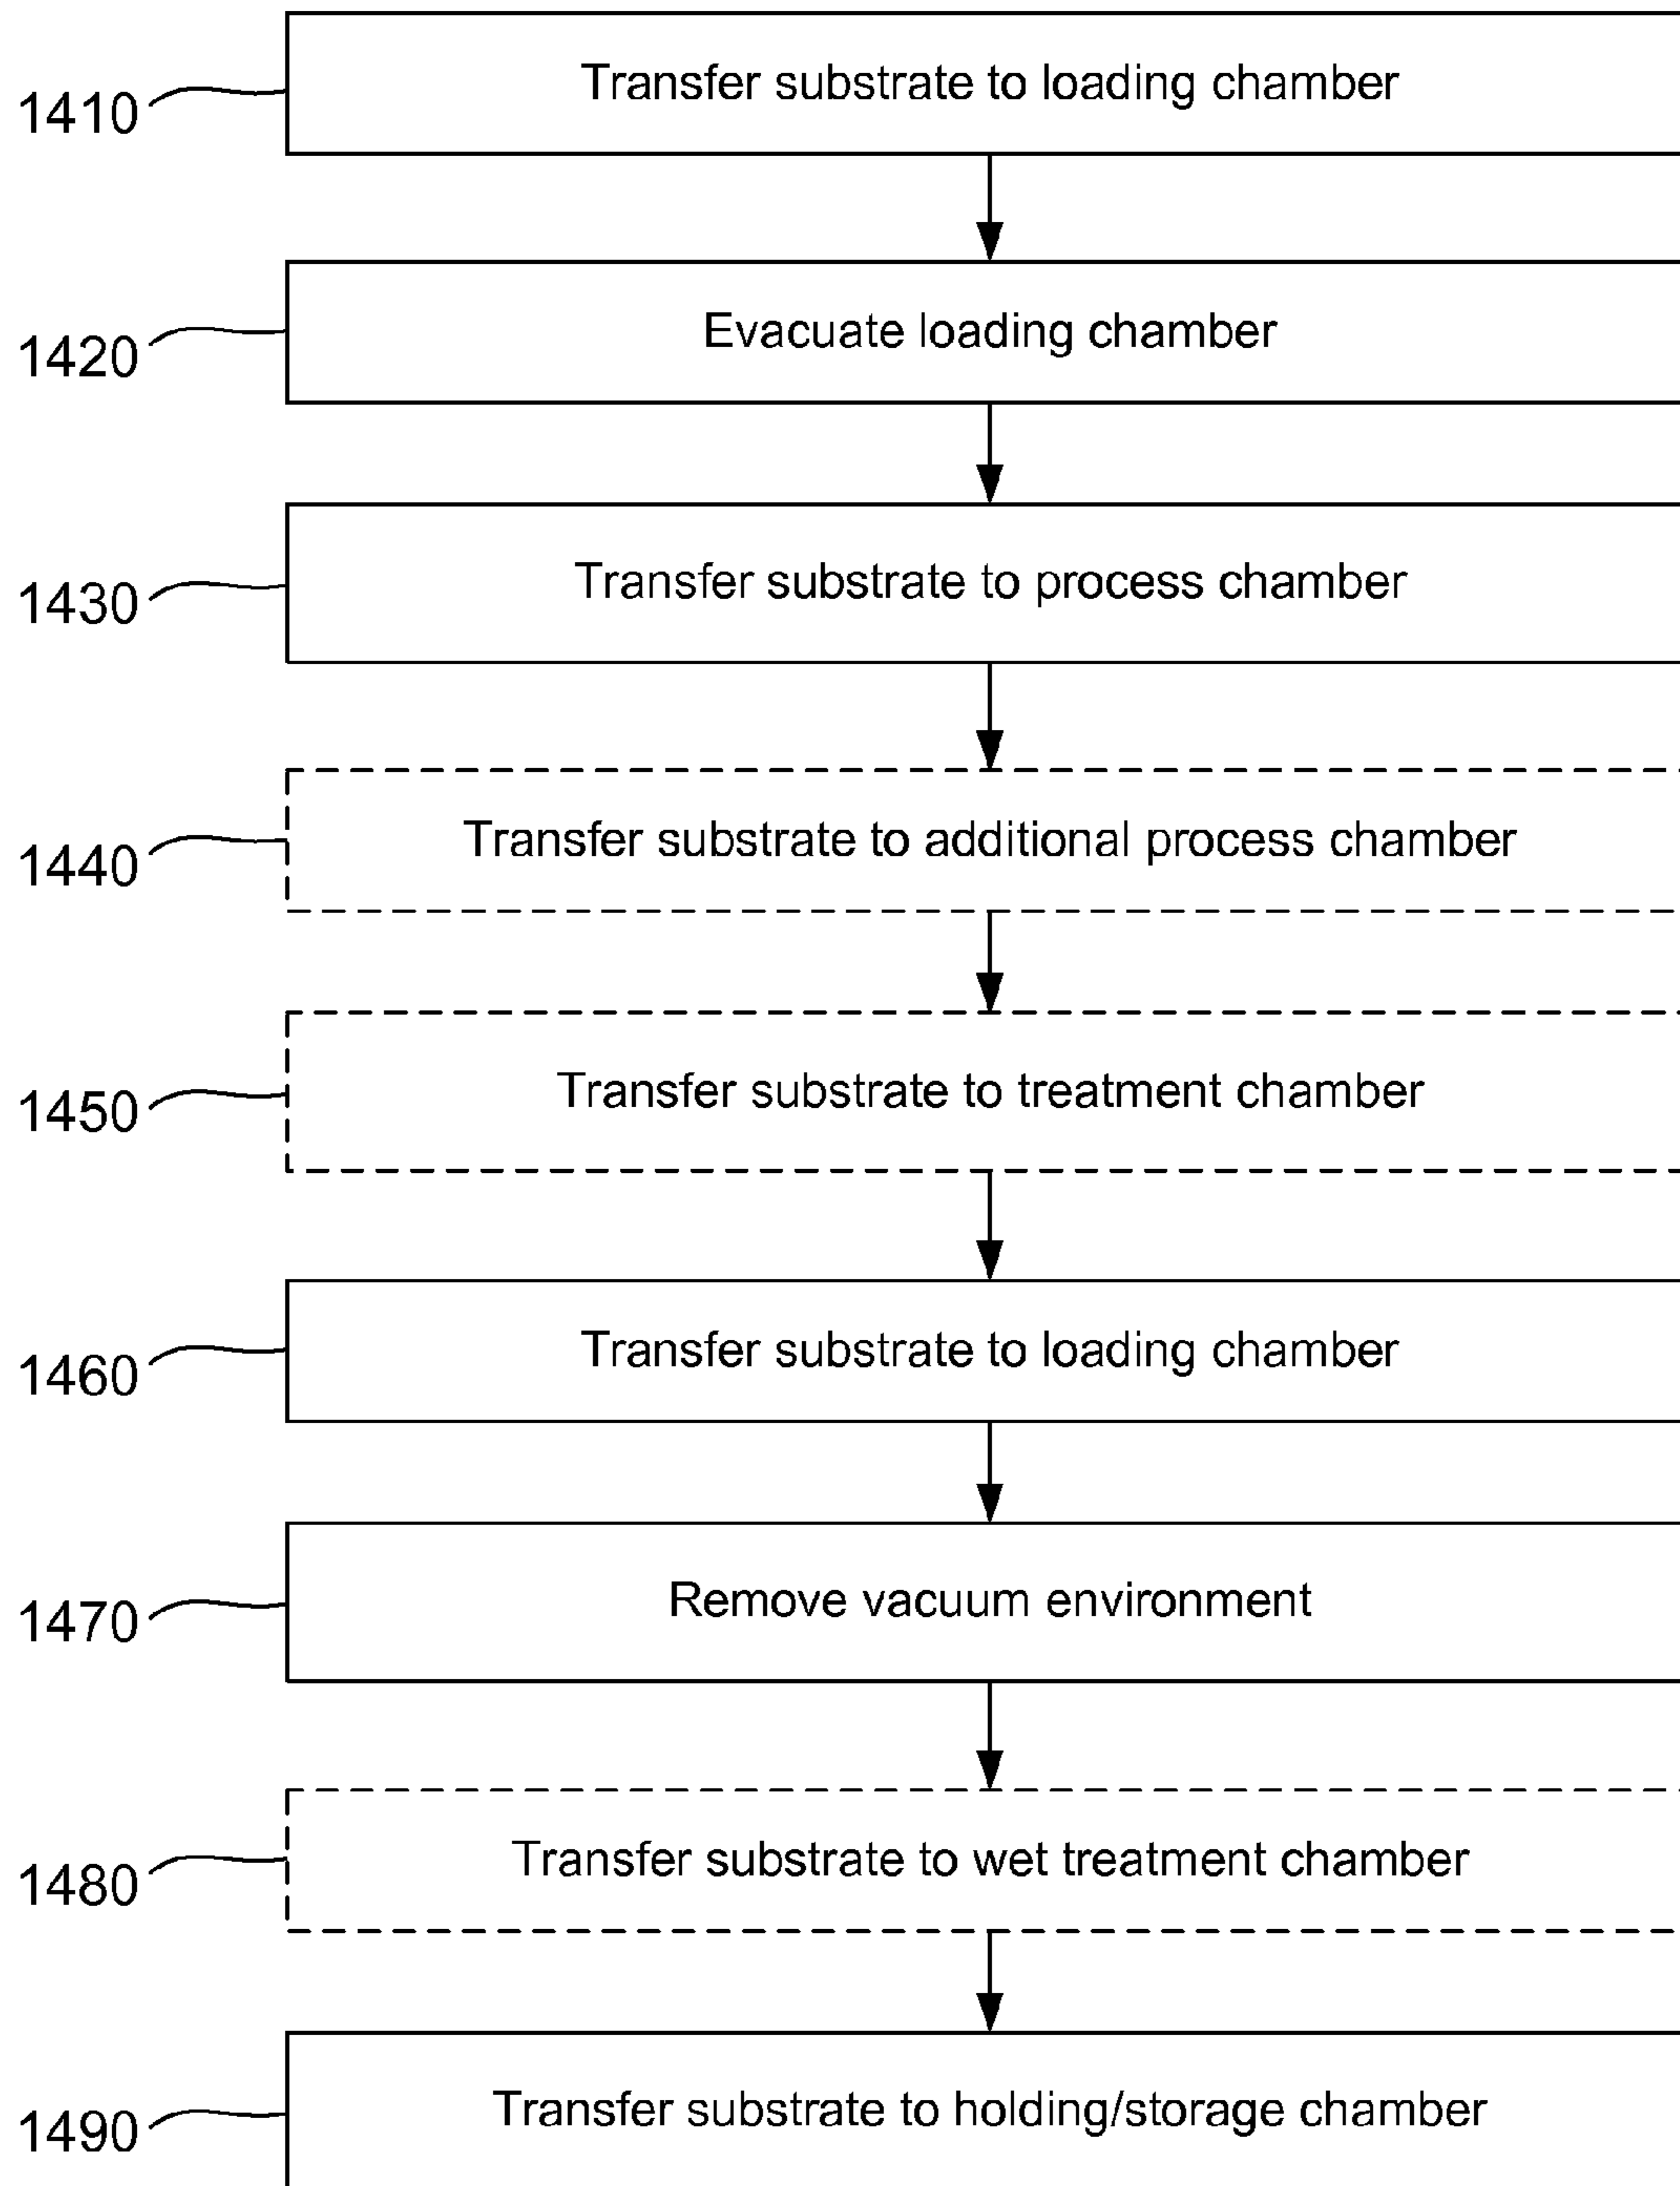 1410 Transfer substrate to loading chamber
1420 Evacuate loading chamber
1430 Transfer substrate to process chamber
1440 Transfer substrate to additional process chamber
1450 Transfer substrate to treatment chamber
1460 Transfer substrate to loading chamber
1470 Remove vacuum environment
1480 Transfer substrate to wet treatment chamber
1490 Transfer substrate to holding/storage chamber